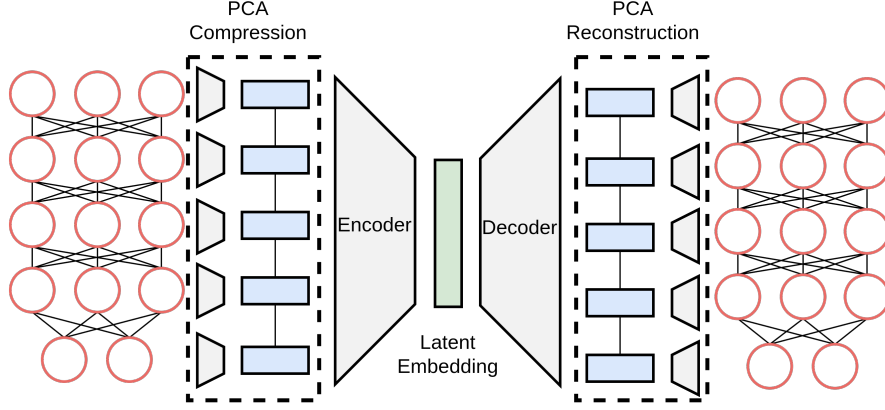 PCA
Compression
PCA
Reconstruction
Encoder
Decoder
Latent
Embedding